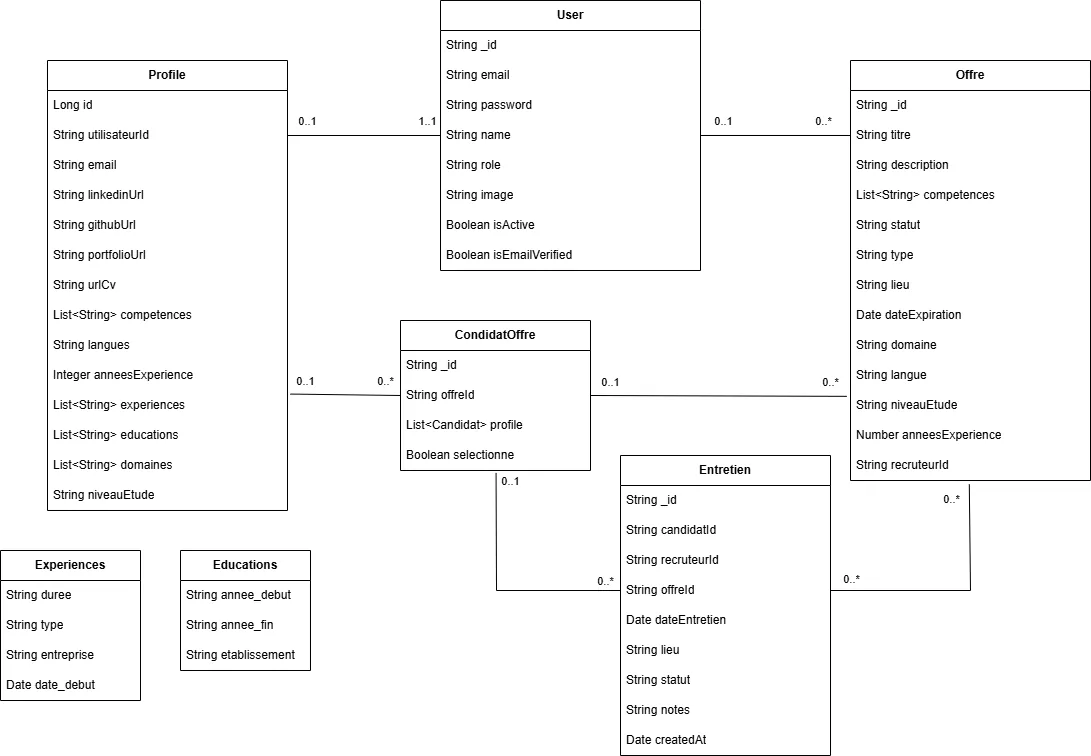 User
String _id
String email
String password
String name
String role
String image
Boolean isActive
Boolean isEmailVerified
Profile
Long id
String utilisateurId
String email
String linkedinUrl
String githubUrl
String portfolioUrl
String urlCv
List<String> competences
String langues
Integer anneesExperience
List<String> experiences
List<String> educations
List<String> domaines
String niveauEtude
0..1
1..1
0..1
0..*
Offre
String _id
String titre
String description
List<String> competences
String statut
String type
String lieu
Date dateExpiration
String domaine
String langue
String niveauEtude
Number anneesExperience
String recruteurId
CondidatOffre
String _id
String offreId
List<Candidat> profile
Boolean selectionne
0..1
0..*
0..1
0..*
0..1
0..*
0..*
0..*
Entretien
String _id
String candidatId
String recruteurId
String offreId
Date dateEntretien
String lieu
String statut
String notes
Date createdAt
Experiences
String duree
String type
String entreprise
Date date_debut
Educations
String annee_debut
String annee_fin
String etablissement